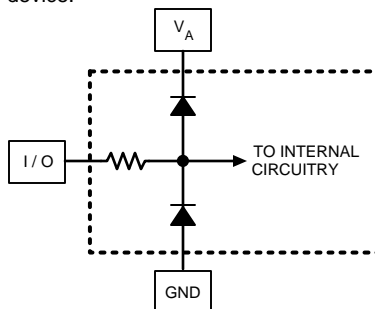 device.
V_A
I / O
TO INTERNAL
CIRCUITRY
GND